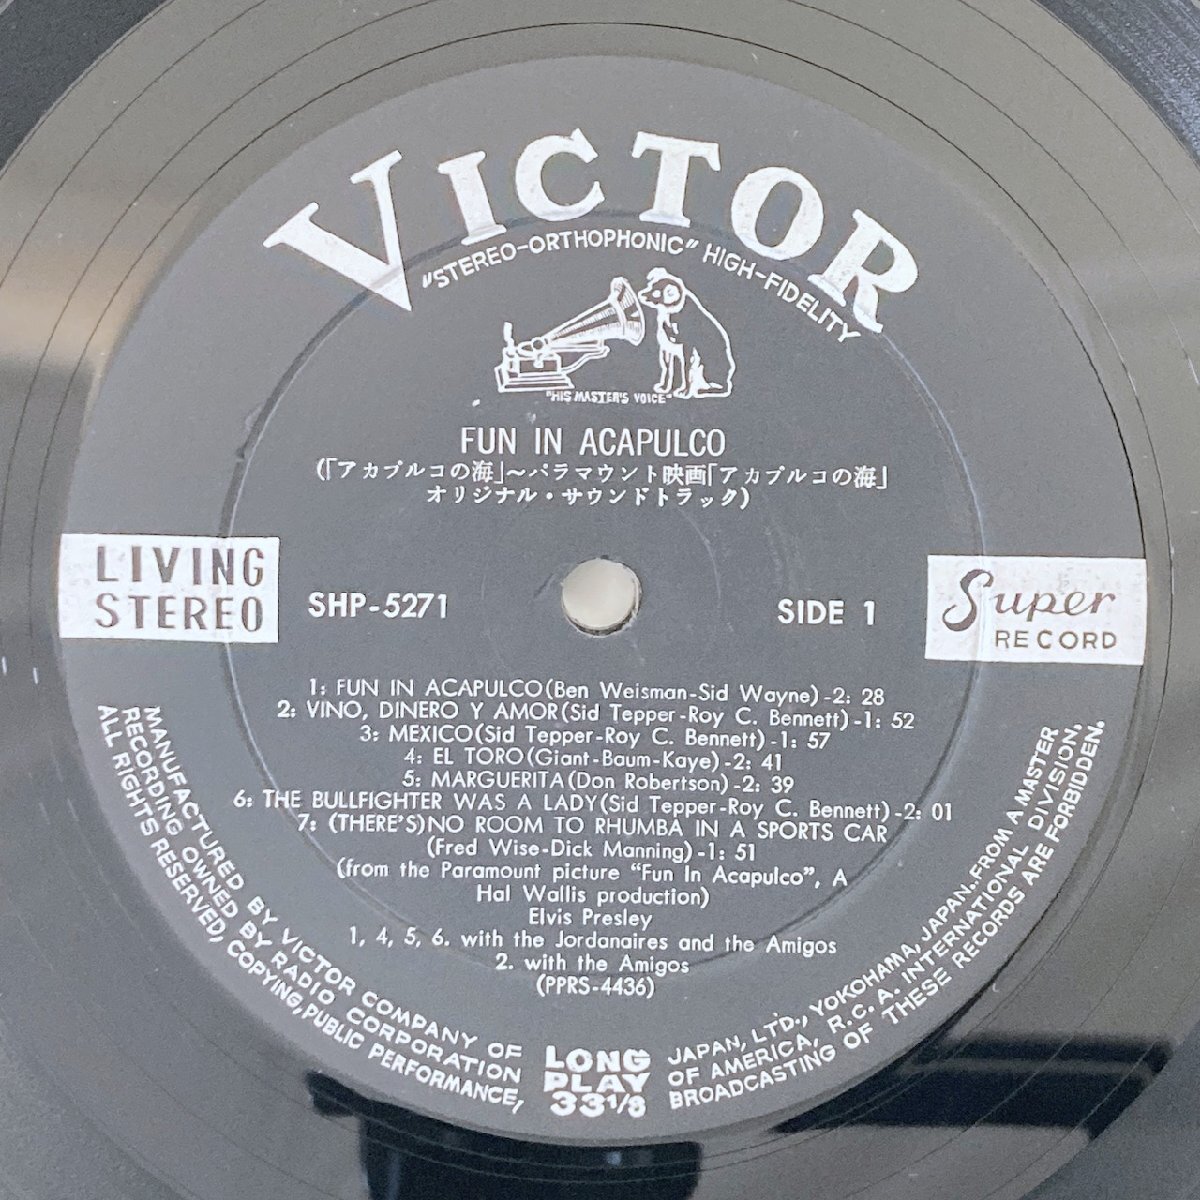 VICTOR
"STEREO-ORTHOPHONIC" HIGH-FIDELITY
"HIS MASTER'S VOICE"
FUN IN ACAPULCO
(「アカプルコの海」~パラマウント映画「アカプルコの海」
オリジナル・サウンドトラック)
LIVING
STEREO
SHP-5271
SIDE 1
Super
RECORD
1: FUN IN ACAPULCO(Ben Weisman-Sid Wayne)-2: 28
2: VINO, DINERO Y AMOR(Sid Tepper-Roy C. Bennett)-1: 52
3: MEXICO(Sid Tepper-Roy C. Bennett)-1: 57
4: EL TORO(Giant-Baum-Kaye)-2: 41
5: MARGUERITA(Don Robertson)-2: 39
6: THE BULLFIGHTER WAS A LADY(Sid Tepper-Roy C. Bennett)-2: 01
7: (THERE'S)NO ROOM TO RHUMBA IN A SPORTS CAR
(Fred Wise-Dick Manning)-1: 51
(from the Paramount picture "Fun In Acapulco", A
Hal Wallis production)
Elvis Presley
1, 4, 5, 6. with the Jordanaires and the Amigos
2. with the Amigos
(PPRS-4436)
MANUFACTURED BY VICTOR COMPANY OF JAPAN, LT'D., YOKOHAMA, JAPAN..FROM A MASTER
RECORDING OWNED BY RADIO CORPORATION OF AMERICA, R.C.A. INTERNATIONAL DIVISION,
ALL RIGHTS RESERVED, COPYING, PUBLIC PERFORMANCE, BROADCASTING OF THESE RECORDS ARE FORBIDDEN.
LONG
PLAY
33 1/3